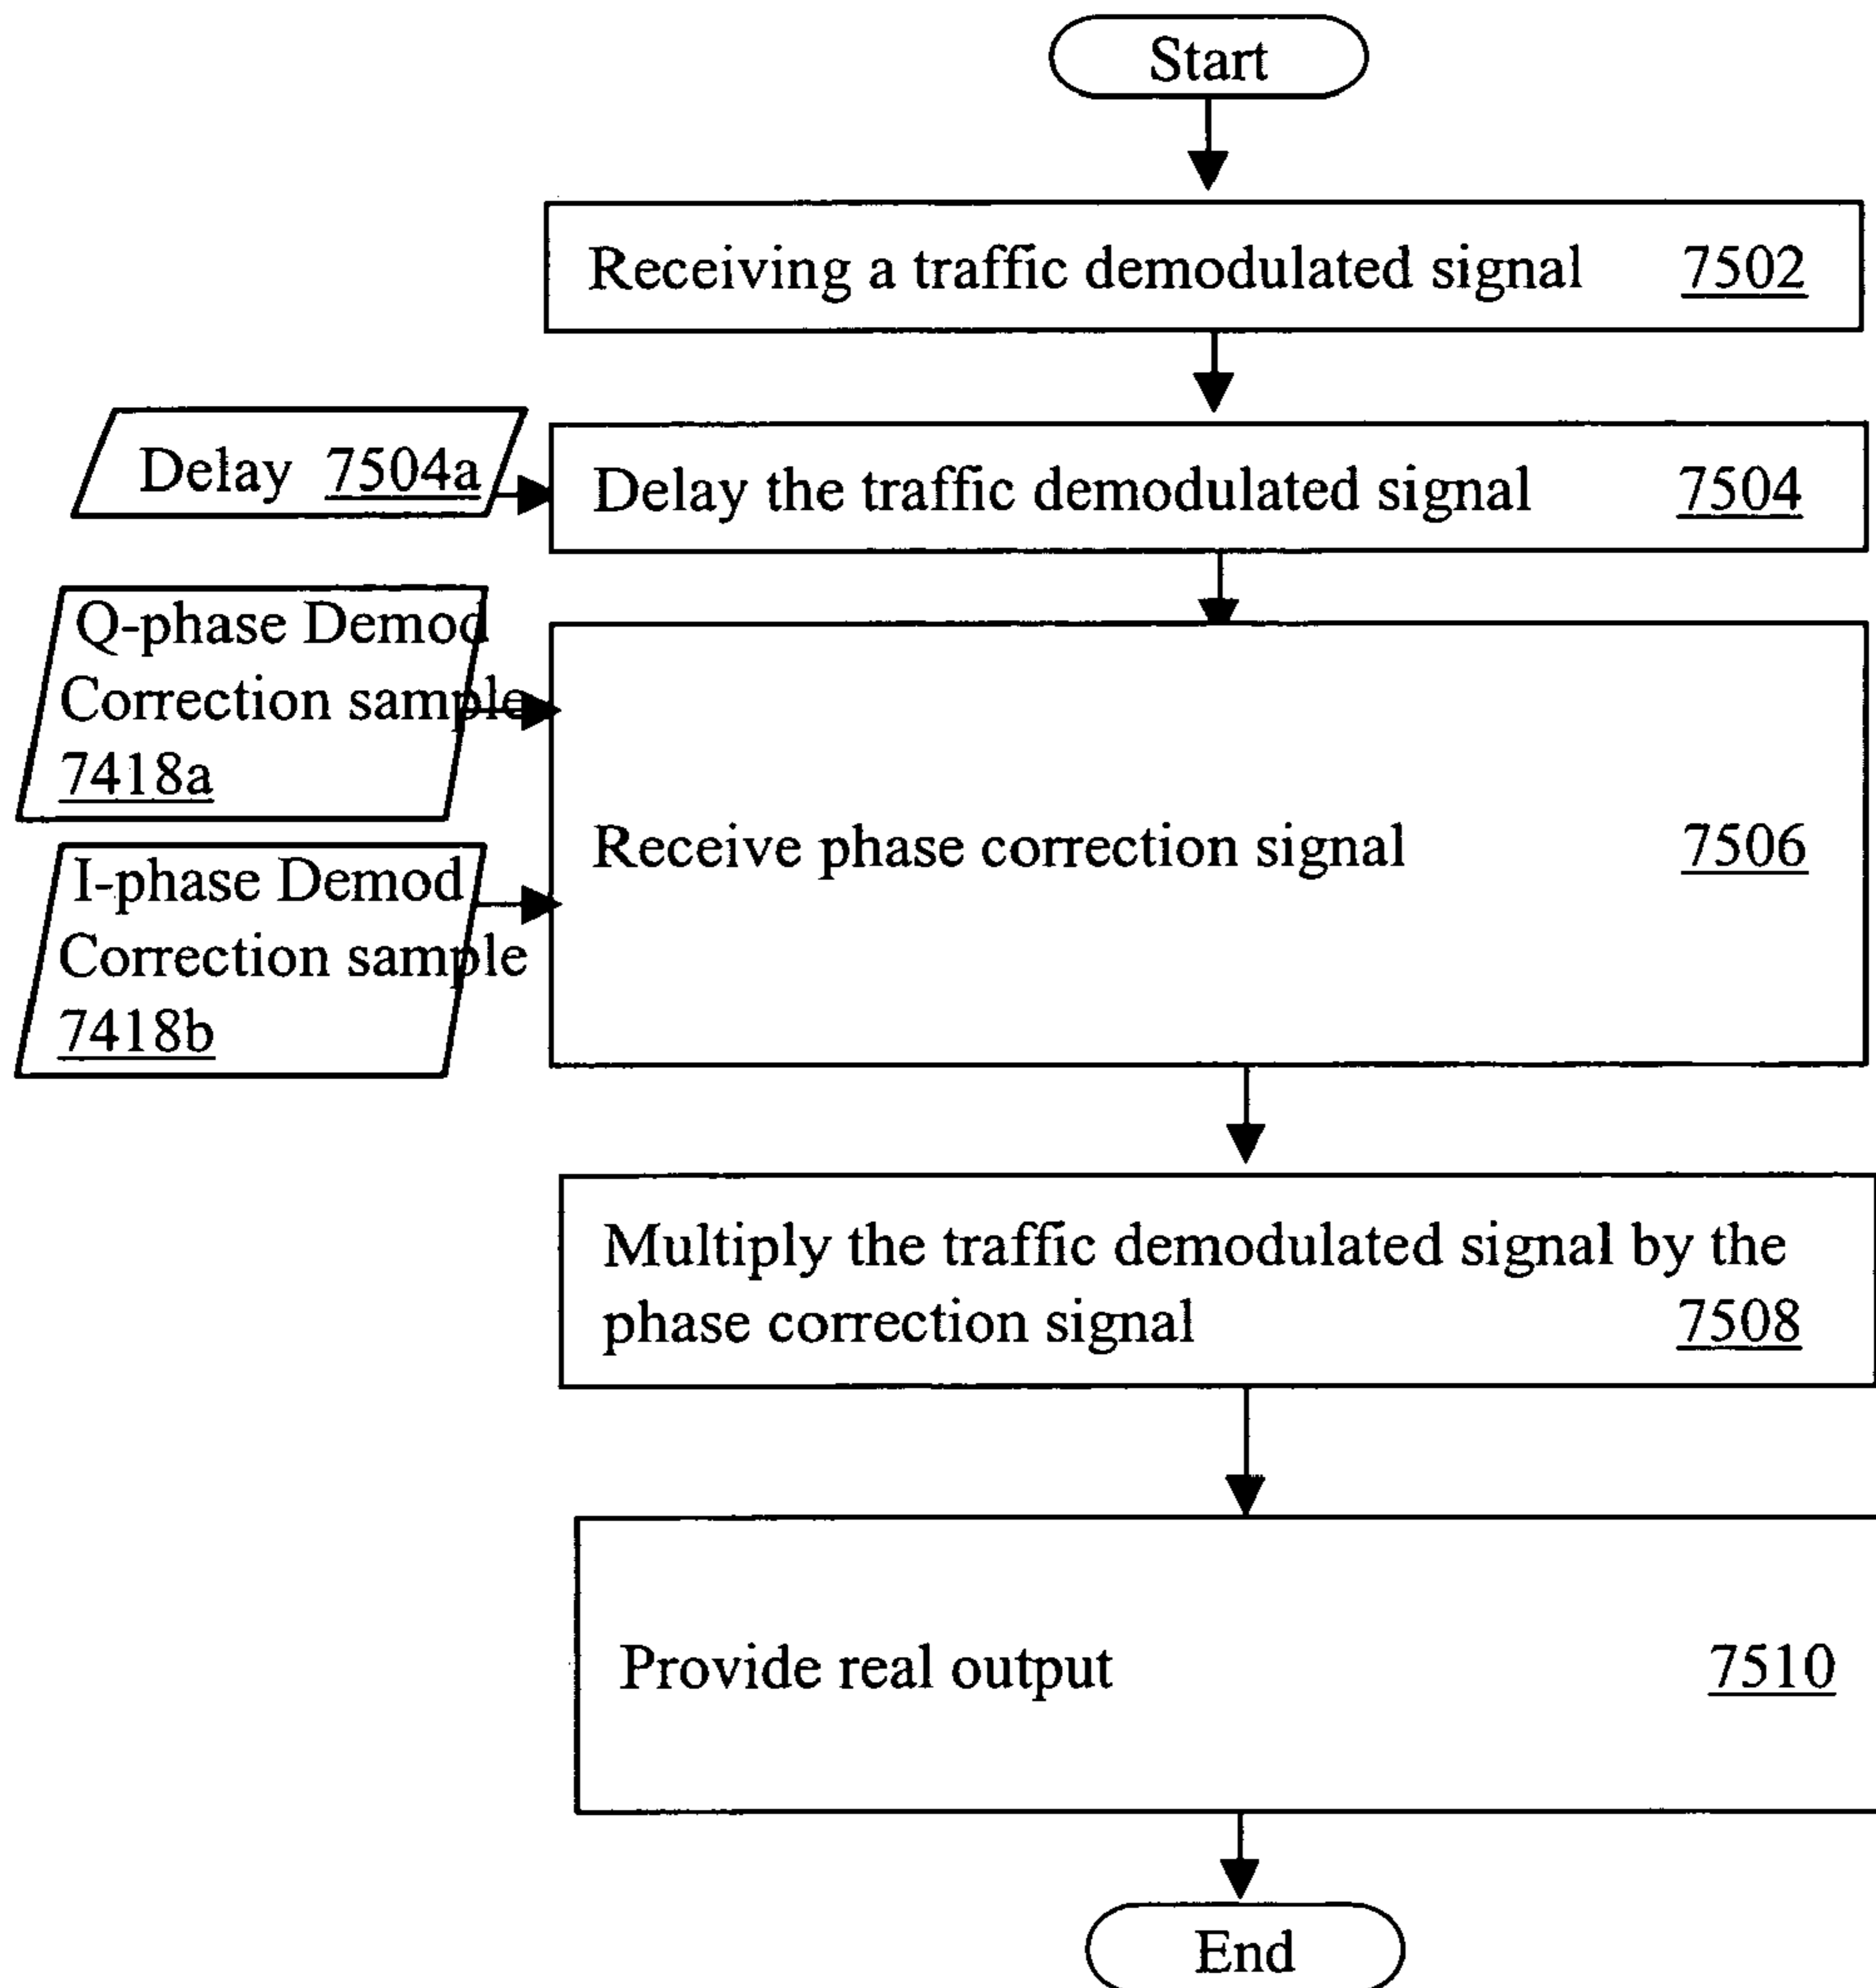 Start
Receiving a traffic demodulated signal 7502
Delay 7504a
Delay the traffic demodulated signal 7504
Q-phase Demod
Correction sample
7418a
I-phase Demod
Correction sample
7418b
Receive phase correction signal 7506
Multiply the traffic demodulated signal by the
phase correction signal 7508
Provide real output 7510
End